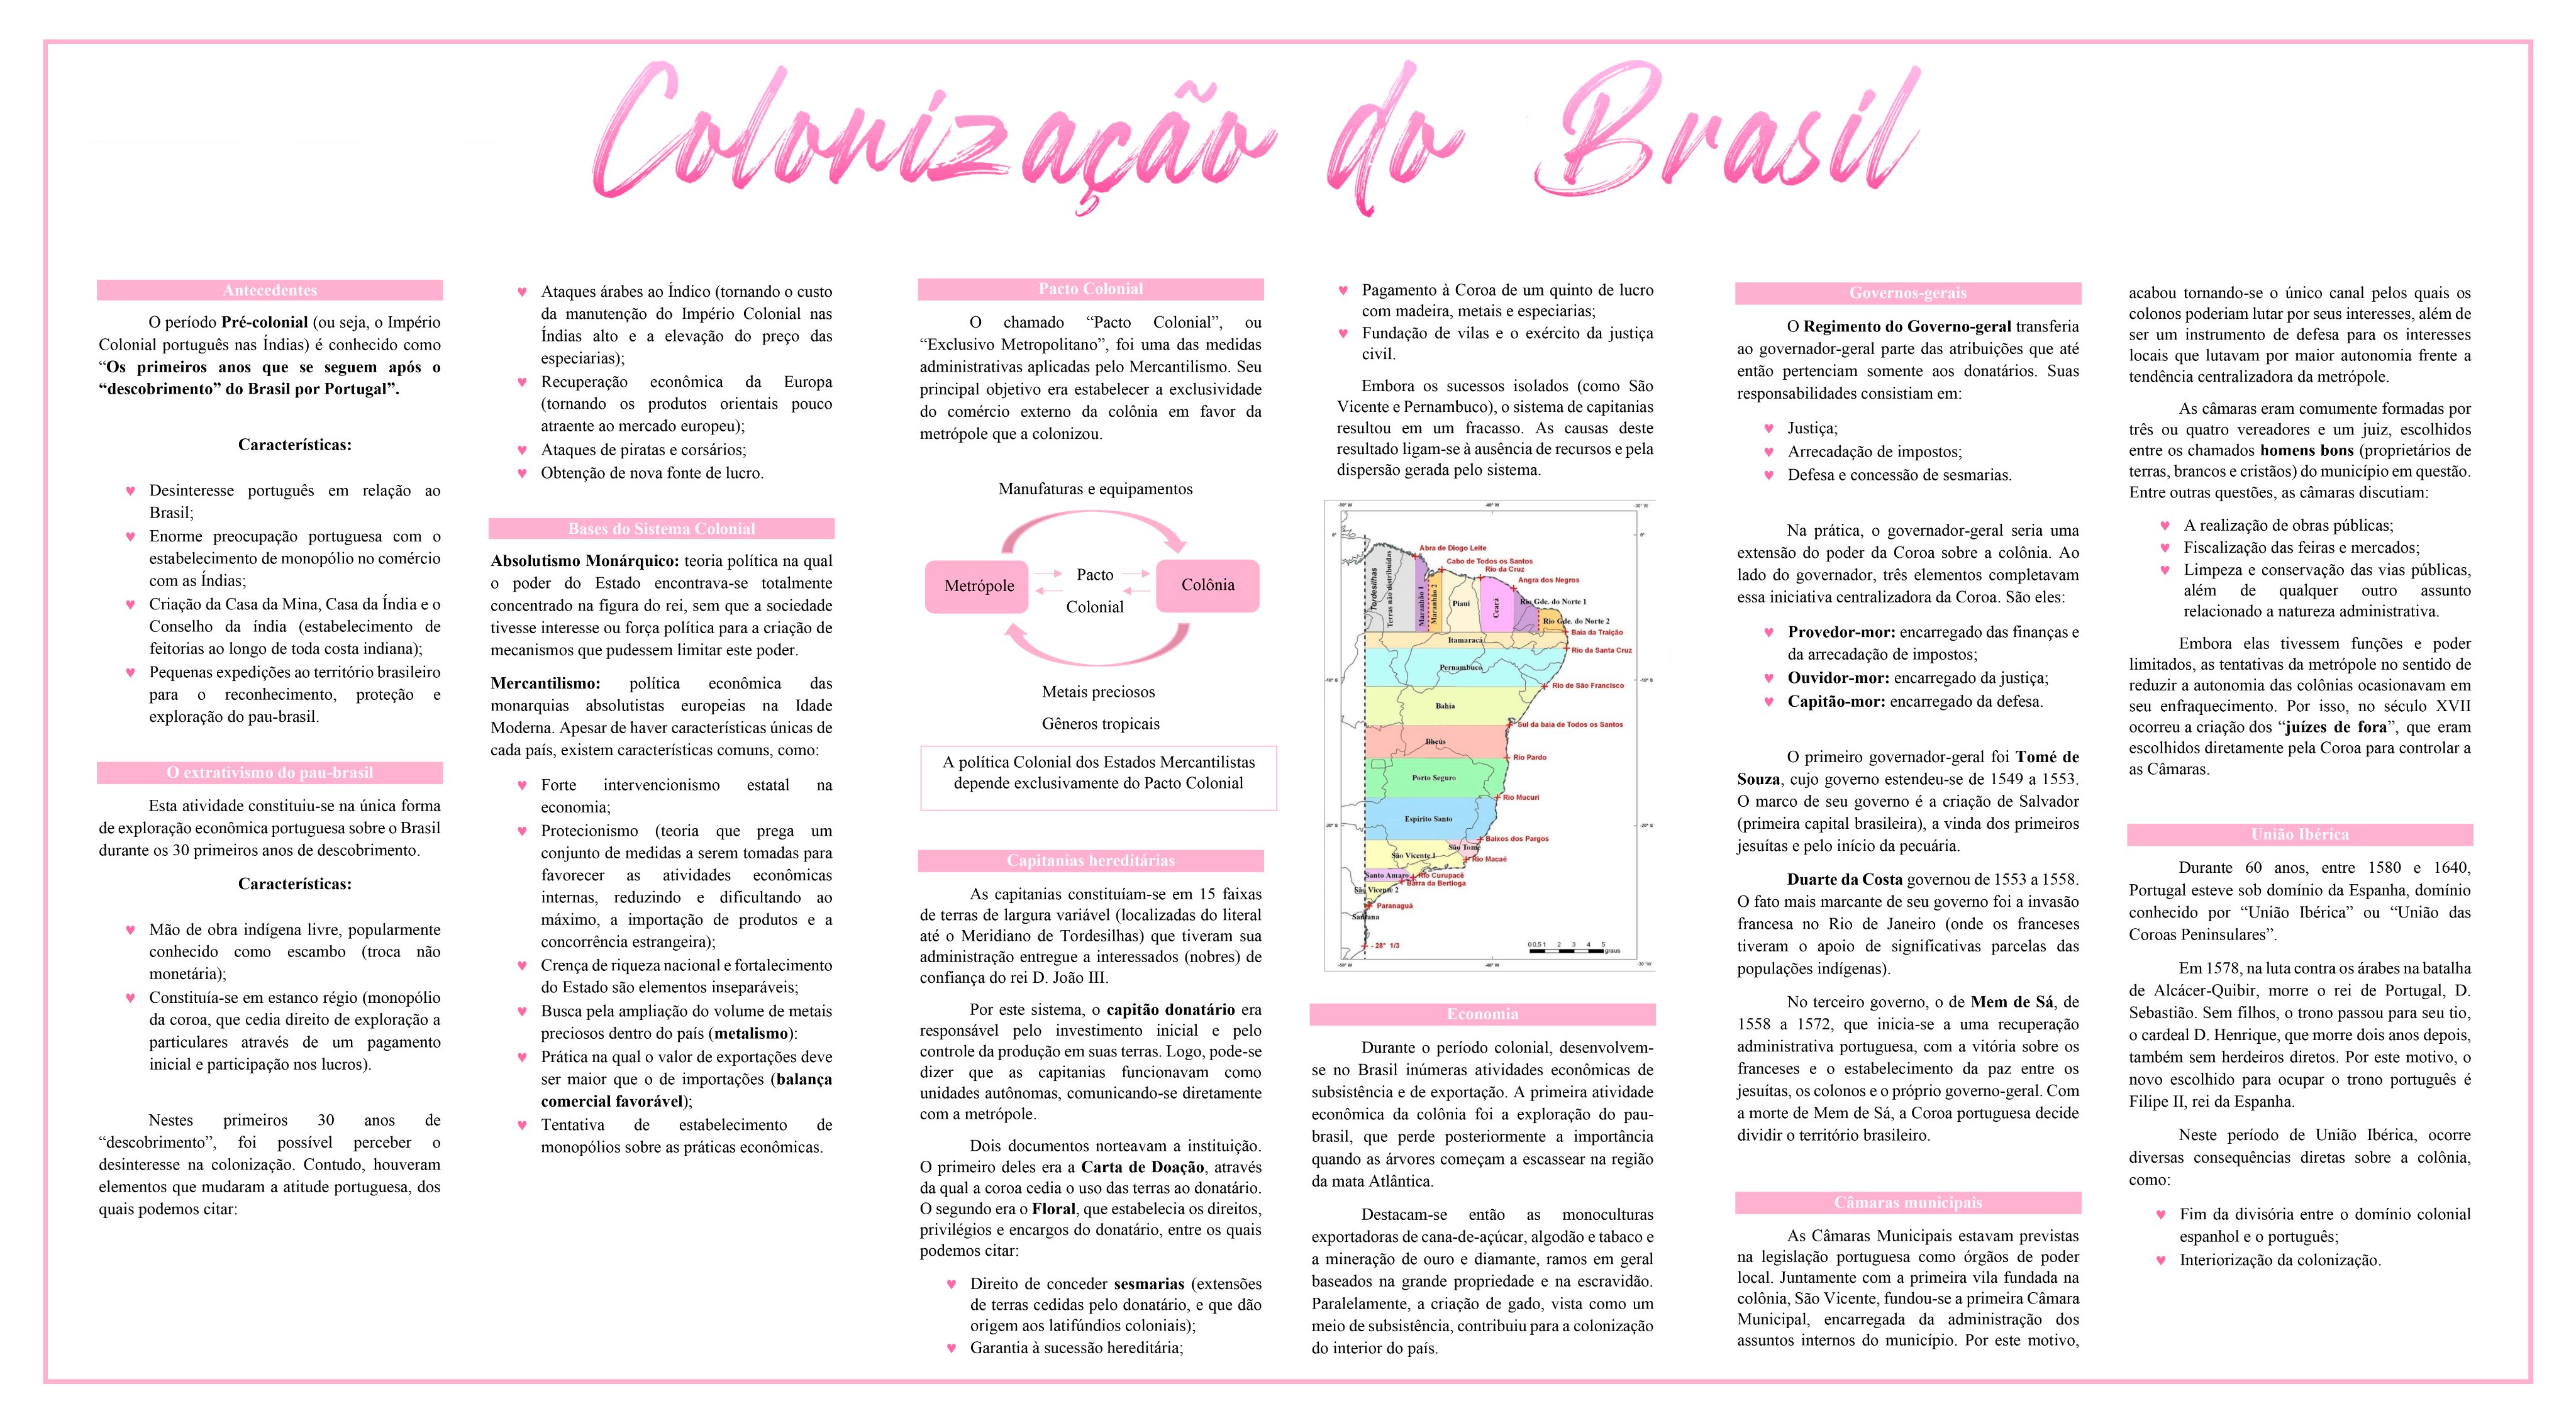 Colonização do Brasil
Antecedentes
O período Pré-colonial (ou seja, o Império
Colonial português nas Índias) é conhecido como
“Os primeiros anos que se seguem após o
“descobrimento” do Brasil por Portugal”.
Características:
Desinteresse português em relação ao
Brasil;
Enorme preocupação portuguesa com o
estabelecimento de monopólio no comércio
com as Índias;
Criação da Casa da Mina, Casa da Índia e o
Conselho da índia (estabelecimento de
feitorias ao longo de toda costa indiana);
Pequenas expedições ao território brasileiro
para o reconhecimento, proteção e
exploração do pau-brasil.
O extrativismo do pau-brasil
Esta atividade constituiu-se na única forma
de exploração econômica portuguesa sobre o Brasil
durante os 30 primeiros anos de descobrimento.
Características:
Mão de obra indígena livre, popularmente
conhecido como escambo (troca não
monetária);
Constituía-se em estanco régio (monopólio
da coroa, que cedia direito de exploração a
particulares através de um pagamento
inicial e participação nos lucros).
Nestes primeiros 30 anos de
“descobrimento”, foi possível perceber o
desinteresse na colonização. Contudo, houveram
elementos que mudaram a atitude portuguesa, dos
quais podemos citar:
Ataques árabes ao Índico (tornando o custo
da manutenção do Império Colonial nas
Índias alto e a elevação do preço das
especiarias);
Recuperação econômica da Europa
(tornando os produtos orientais pouco
atraente ao mercado europeu);
Ataques de piratas e corsários;
Obtenção de nova fonte de lucro.
Bases do Sistema Colonial
Absolutismo Monárquico: teoria política na qual
o poder do Estado encontrava-se totalmente
concentrado na figura do rei, sem que a sociedade
tivesse interesse ou força política para a criação de
mecanismos que pudessem limitar este poder.
Mercantilismo: política econômica das
monarquias absolutistas europeias na Idade
Moderna. Apesar de haver características únicas de
cada país, existem características comuns, como:
Forte intervencionismo estatal na
economia;
Protecionismo (teoria que prega um
conjunto de medidas a serem tomadas para
favorecer as atividades econômicas
internas, reduzindo e dificultando ao
máximo, a importação de produtos e a
concorrência estrangeira);
Crença de riqueza nacional e fortalecimento
do Estado são elementos inseparáveis;
Busca pela ampliação do volume de metais
preciosos dentro do país (metalismo):
Prática na qual o valor de exportações deve
ser maior que o de importações (balança
comercial favorável);
Tentativa de estabelecimento de
monopólios sobre as práticas econômicas.
Pacto Colonial
O chamado “Pacto Colonial”, ou
“Exclusivo Metropolitano”, foi uma das medidas
administrativas aplicadas pelo Mercantilismo. Seu
principal objetivo era estabelecer a exclusividade
do comércio externo da colônia em favor da
metrópole que a colonizou.
Manufaturas e equipamentos
Metrópole
Pacto
Colonial
Colônia
Metais preciosos
Gêneros tropicais
A política Colonial dos Estados Mercantilistas
depende exclusivamente do Pacto Colonial
Capitanias hereditárias
As capitanias constituíam-se em 15 faixas
de terras de largura variável (localizadas do literal
até o Meridiano de Tordesilhas) que tiveram sua
administração entregue a interessados (nobres) de
confiança do rei D. João III.
Por este sistema, o capitão donatário era
responsável pelo investimento inicial e pelo
controle da produção em suas terras. Logo, pode-se
dizer que as capitanias funcionavam como
unidades autônomas, comunicando-se diretamente
com a metrópole.
Dois documentos norteavam a instituição.
O primeiro deles era a Carta de Doação, através
da qual a coroa cedia o uso das terras ao donatário.
O segundo era o Floral, que estabelecia os direitos,
privilégios e encargos do donatário, entre os quais
podemos citar:
Direito de conceder sesmarias (extensões
de terras cedidas pelo donatário, e que dão
origem aos latifúndios coloniais);
Garantia à sucessão hereditária;
Pagamento à Coroa de um quinto de lucro
com madeira, metais e especiarias;
Fundação de vilas e o exército da justiça
civil.
Embora os sucessos isolados (como São
Vicente e Pernambuco), o sistema de capitanias
resultou em um fracasso. As causas deste
resultado ligam-se à ausência de recursos e pela
dispersão gerada pelo sistema.
-50° W
-40° W
-30° W
0°
0°
Abra de Diogo Leite
Cabo de Todos os Santos
Rio da Cruz
Angra dos Negros
Tordesilhas
Terras não distribuídas
Maranhão 1
Maranhão 2
Piauí
Ceará
Rio Gde. do Norte 1
Rio Gde. do Norte 2
Baía da Traição
Itamaracá
Rio da Santa Cruz
Pernambuco
-10° S
-10° S
Rio de São Francisco
Bahia
Sul da baía de Todos os Santos
Ilhéus
Rio Pardo
Porto Seguro
Rio Mucuri
Espírito Santo
-20° S
-20° S
Baixos dos Pargos
São Tomé
São Vicente 1
Rio Macaé
Santo Amaro
Rio Curupacê
Barra da Bertioga
São Vicente 2
Paranaguá
Santana
- 28° 1/3
0 0,5 1 2 3 4 5
graus
-50° W
-40° W
-30° W
Economia
Durante o período colonial, desenvolvem-
se no Brasil inúmeras atividades econômicas de
subsistência e de exportação. A primeira atividade
econômica da colônia foi a exploração do pau-
brasil, que perde posteriormente a importância
quando as árvores começam a escassear na região
da mata Atlântica.
Destacam-se então as monoculturas
exportadoras de cana-de-açúcar, algodão e tabaco e
a mineração de ouro e diamante, ramos em geral
baseados na grande propriedade e na escravidão.
Paralelamente, a criação de gado, vista como um
meio de subsistência, contribuiu para a colonização
do interior do país.
Governos-gerais
O Regimento do Governo-geral transferia
ao governador-geral parte das atribuições que até
então pertenciam somente aos donatários. Suas
responsabilidades consistiam em:
Justiça;
Arrecadação de impostos;
Defesa e concessão de sesmarias.
Na prática, o governador-geral seria uma
extensão do poder da Coroa sobre a colônia. Ao
lado do governador, três elementos completavam
essa iniciativa centralizadora da Coroa. São eles:
Provedor-mor: encarregado das finanças e
da arrecadação de impostos;
Ouvidor-mor: encarregado da justiça;
Capitão-mor: encarregado da defesa.
O primeiro governador-geral foi Tomé de
Souza, cujo governo estendeu-se de 1549 a 1553.
O marco de seu governo é a criação de Salvador
(primeira capital brasileira), a vinda dos primeiros
jesuítas e pelo início da pecuária.
Duarte da Costa governou de 1553 a 1558.
O fato mais marcante de seu governo foi a invasão
francesa no Rio de Janeiro (onde os franceses
tiveram o apoio de significativas parcelas das
populações indígenas).
No terceiro governo, o de Mem de Sá, de
1558 a 1572, que inicia-se a uma recuperação
administrativa portuguesa, com a vitória sobre os
franceses e o estabelecimento da paz entre os
jesuítas, os colonos e o próprio governo-geral. Com
a morte de Mem de Sá, a Coroa portuguesa decide
dividir o território brasileiro.
Câmaras municipais
As Câmaras Municipais estavam previstas
na legislação portuguesa como órgãos de poder
local. Juntamente com a primeira vila fundada na
colônia, São Vicente, fundou-se a primeira Câmara
Municipal, encarregada da administração dos
assuntos internos do município. Por este motivo,
acabou tornando-se o único canal pelos quais os
colonos poderiam lutar por seus interesses, além de
ser um instrumento de defesa para os interesses
locais que lutavam por maior autonomia frente a
tendência centralizadora da metrópole.
As câmaras eram comumente formadas por
três ou quatro vereadores e um juiz, escolhidos
entre os chamados homens bons (proprietários de
terras, brancos e cristãos) do município em questão.
Entre outras questões, as câmaras discutiam:
A realização de obras públicas;
Fiscalização das feiras e mercados;
Limpeza e conservação das vias públicas,
além de qualquer outro assunto
relacionado a natureza administrativa.
Embora elas tivessem funções e poder
limitados, as tentativas da metrópole no sentido de
reduzir a autonomia das colônias ocasionavam em
seu enfraquecimento. Por isso, no século XVII
ocorreu a criação dos “juízes de fora”, que eram
escolhidos diretamente pela Coroa para controlar a
as Câmaras.
União Ibérica
Durante 60 anos, entre 1580 e 1640,
Portugal esteve sob domínio da Espanha, domínio
conhecido por “União Ibérica” ou “União das
Coroas Peninsulares”.
Em 1578, na luta contra os árabes na batalha
de Alcácer-Quibir, morre o rei de Portugal, D.
Sebastião. Sem filhos, o trono passou para seu tio,
o cardeal D. Henrique, que morre dois anos depois,
também sem herdeiros diretos. Por este motivo, o
novo escolhido para ocupar o trono português é
Filipe II, rei da Espanha.
Neste período de União Ibérica, ocorre
diversas consequências diretas sobre a colônia,
como:
Fim da divisória entre o domínio colonial
espanhol e o português;
Interiorização da colonização.